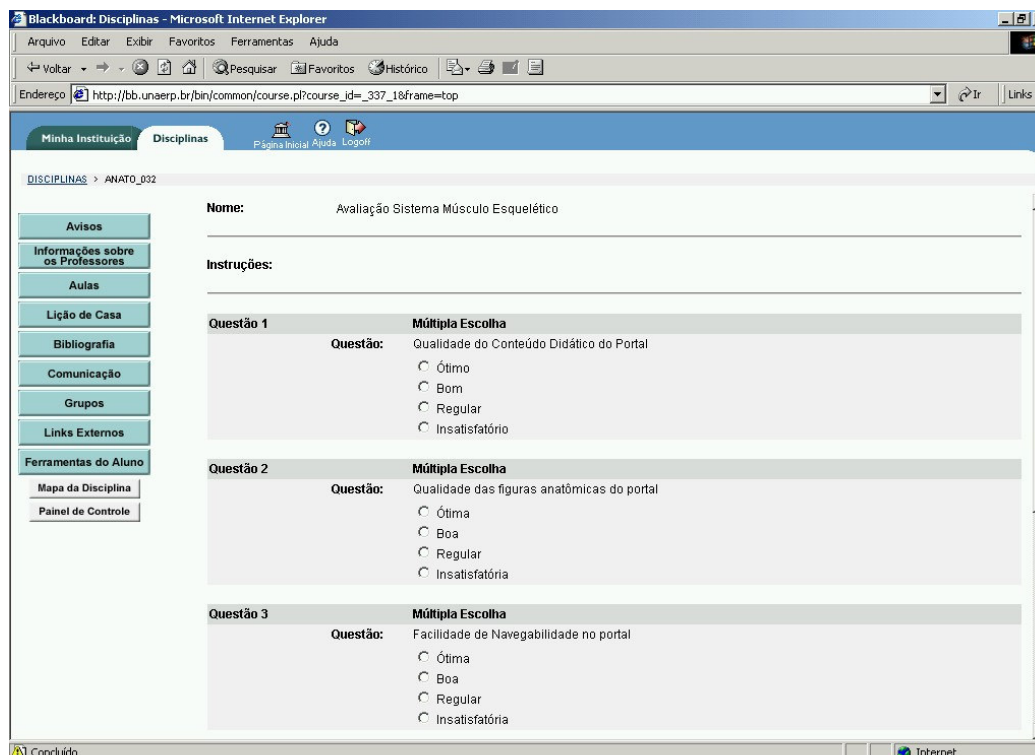 Blackboard: Disciplinas - Microsoft Internet Explorer
Arquivo Editar Exibir Favoritos Ferramentas Ajuda
Voltar Pesquisar Favoritos Histórico
Endereço http://bb.unaerp.br/bin/common/course.pl?course_id=_337_1&frame=top Ir Links
Minha Instituição Disciplinas Página Inicial Ajuda Logoff
DISCIPLINAS > ANATO_032
Avisos
Informações sobre
os Professores
Aulas
Lição de Casa
Bibliografia
Comunicação
Grupos
Links Externos
Ferramentas do Aluno
Mapa da Disciplina
Painel de Controle
Nome: Avaliação Sistema Músculo Esquelético
Instruções:
Questão 1 Múltipla Escolha
Questão: Qualidade do Conteúdo Didático do Portal
Ótimo
Bom
Regular
Insatisfatório
Questão 2 Múltipla Escolha
Questão: Qualidade das figuras anatômicas do portal
Ótima
Boa
Regular
Insatisfatória
Questão 3 Múltipla Escolha
Questão: Facilidade de Navegabilidade no portal
Ótima
Boa
Regular
Insatisfatória
Concluído Internet